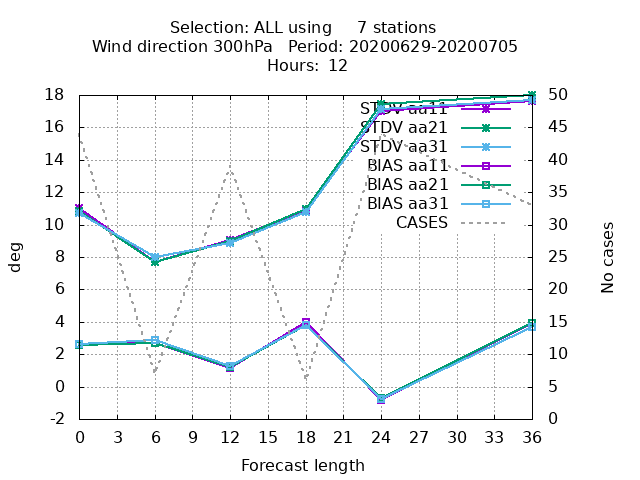 Selection: ALL using 7 stations
Wind direction 300hPa Period: 20200629-20200705
Hours: 12
18
16
14
12
10
8
6
4
2
0
-2
deg
STDV aa11
STDV aa21
STDV aa31
BIAS aa11
BIAS aa21
BIAS aa31
CASES
50
45
40
35
30
25
20
15
10
5
0
No cases
0 3 6 9 12 15 18 21 24 27 30 33 36
Forecast length